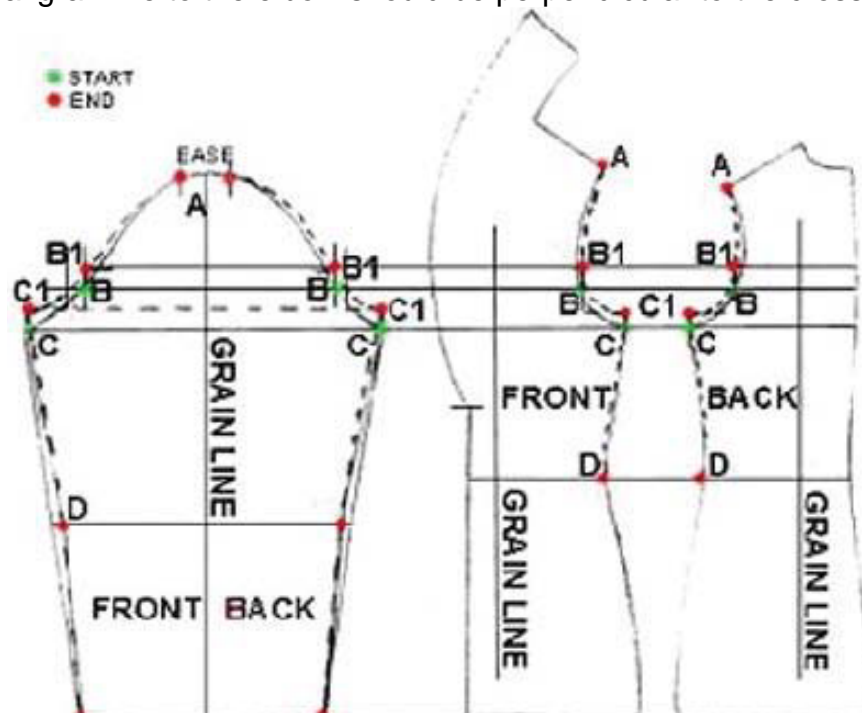 START
END
EASE
A
A
A
B1
B1
B1
B1
B
B
B
B
C1
C1
C1
C
C
C
C
GRAIN LINE
FRONT
BACK
D
D
D
GRAIN LINE
GRAIN LINE
FRONT
BACK